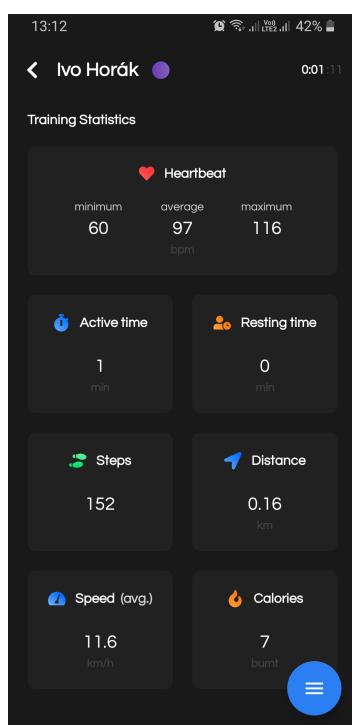 13:12 Vo)) LTE2 42%
Ivo Horák 0:01:11
Training Statistics
Heartbeat
minimum average maximum
60 97 116
bpm
Active time Resting time
1 0
min min
Steps Distance
152 0.16
km
Speed (avg.) Calories
11.6 7
km/h burnt